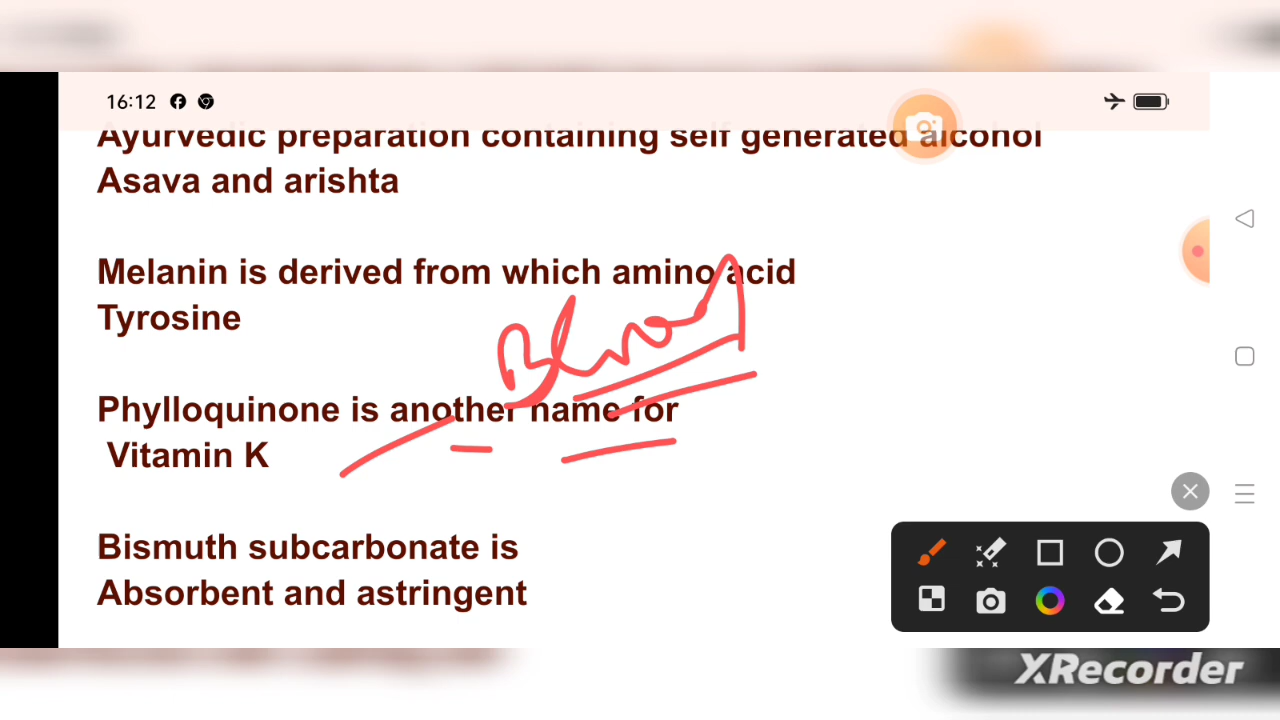 16:12
Ayurvedic preparation containing self generated alcohol
Asava and arishta
Melanin is derived from which amino acid
Tyrosine
Blood
Phylloquinone is another name for
Vitamin K
Bismuth subcarbonate is
Absorbent and astringent
XRecorder